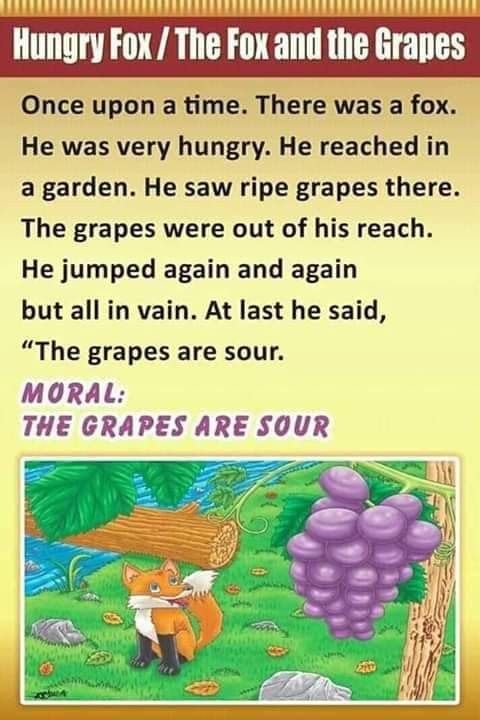 Hungry Fox / The Fox and the Grapes
Once upon a time. There was a fox.
He was very hungry. He reached in
a garden. He saw ripe grapes there.
The grapes were out of his reach.
He jumped again and again
but all in vain. At last he said,
“The grapes are sour.
MORAL:
THE GRAPES ARE SOUR